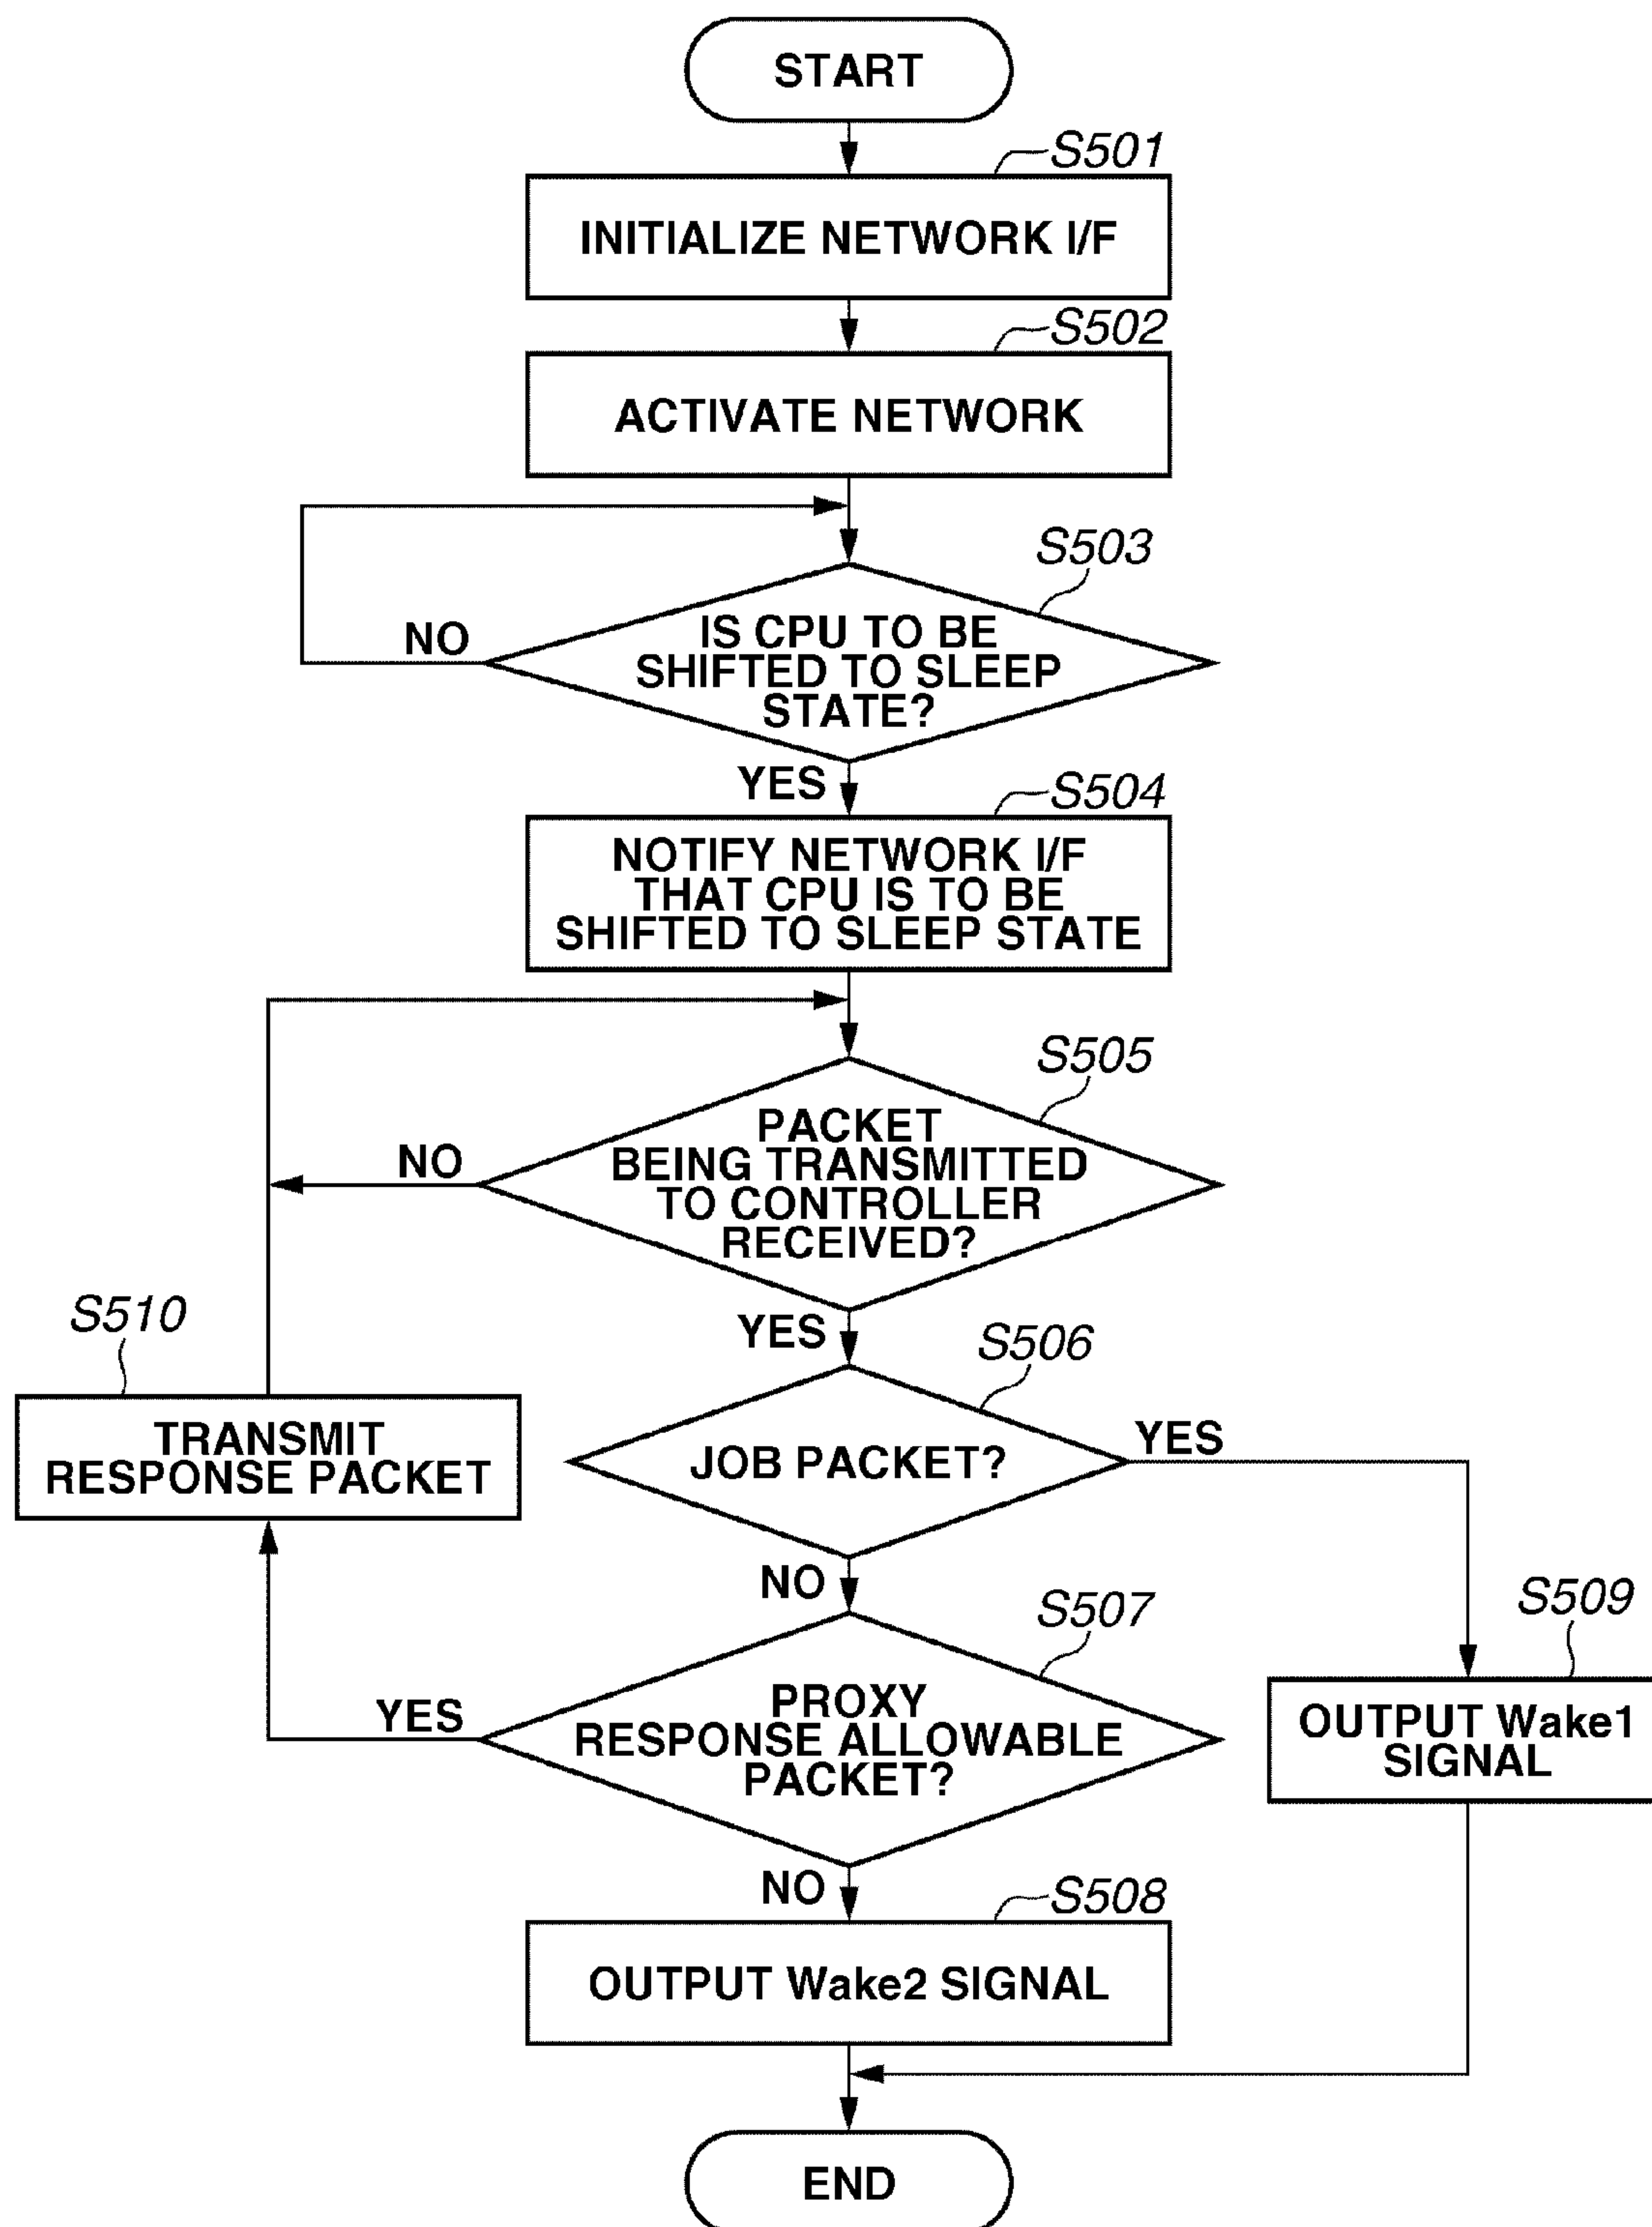 START
S501
INITIALIZE NETWORK I/F
S502
ACTIVATE NETWORK
S503
IS CPU TO BE
SHIFTED TO SLEEP
STATE?
NO
YES
S504
NOTIFY NETWORK I/F
THAT CPU IS TO BE
SHIFTED TO SLEEP STATE
S505
PACKET
BEING TRANSMITTED
TO CONTROLLER
RECEIVED?
NO
YES
S510
TRANSMIT
RESPONSE PACKET
S506
JOB PACKET?
YES
NO
S507
PROXY
RESPONSE ALLOWABLE
PACKET?
YES
S509
OUTPUT Wake1
SIGNAL
NO
S508
OUTPUT Wake2 SIGNAL
END